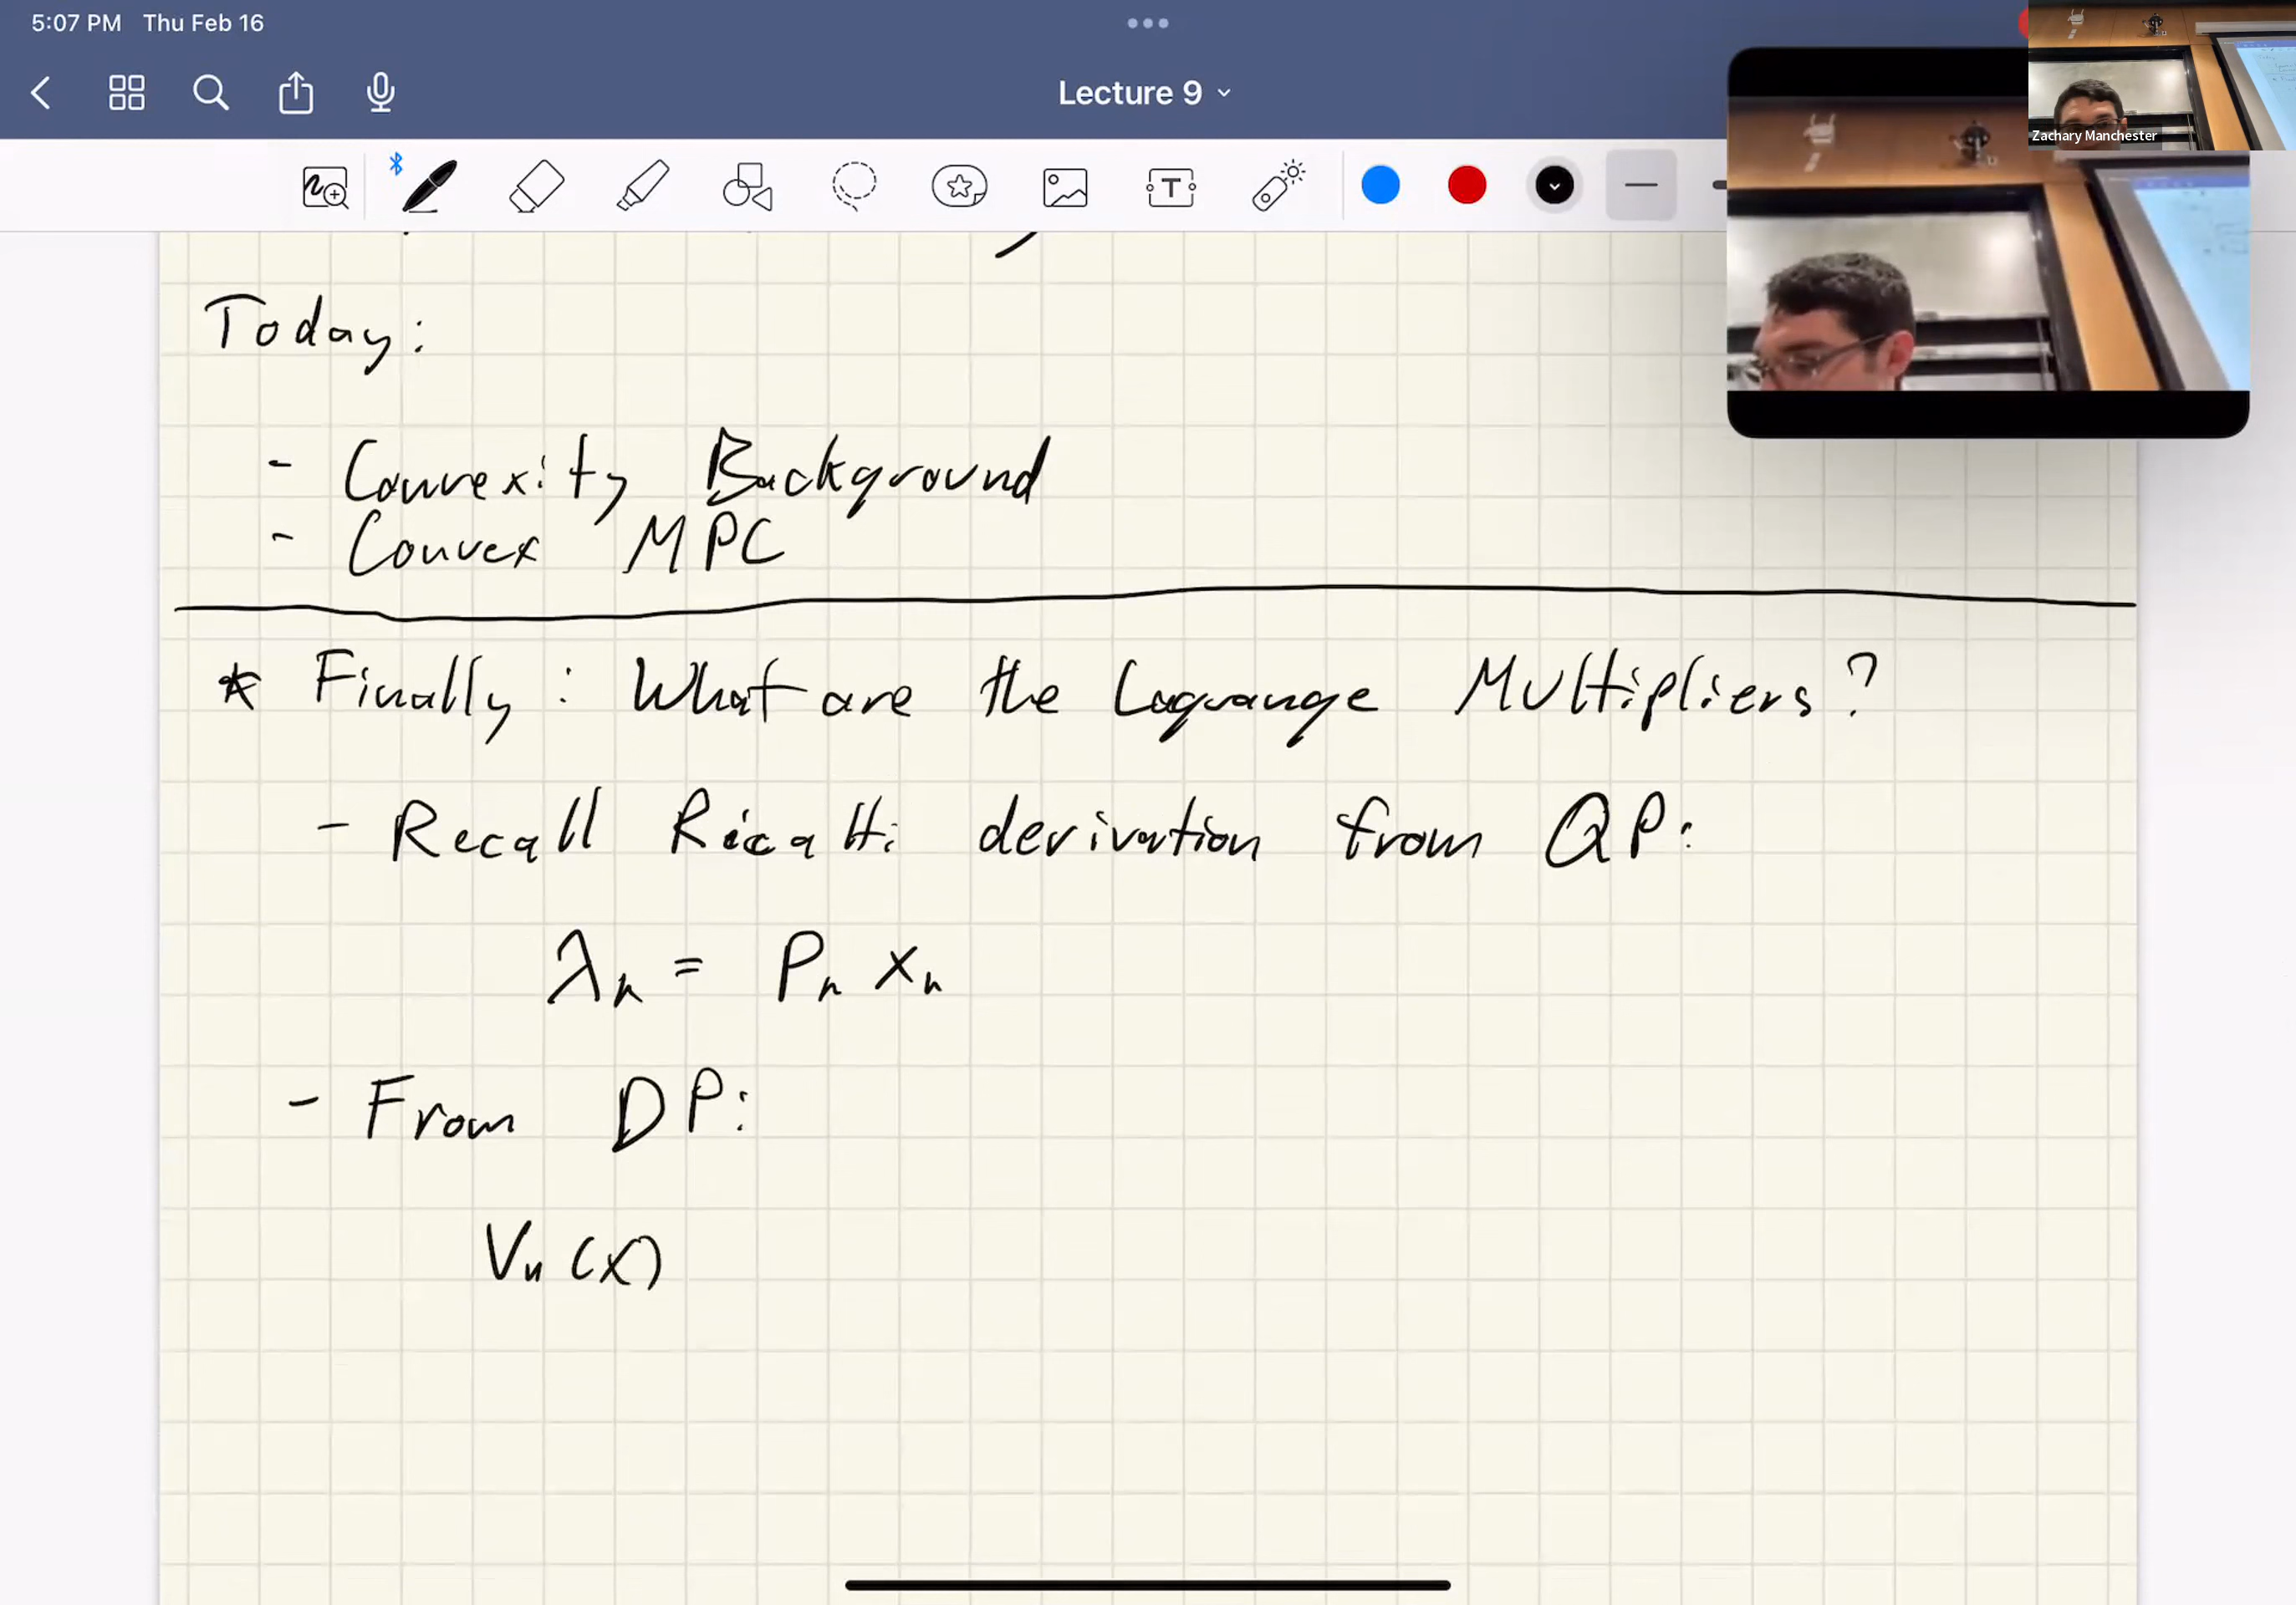 5:07 PM Thu Feb 16
Lecture 9
Zachary Manchester
T
Today:
- Convexity Background
- Convex MPC
* Finally: What are the Lagrange Multipliers?
- Recall Ricatti derivation from QP:
λn = Pn xn
- From DP:
Vn(x)